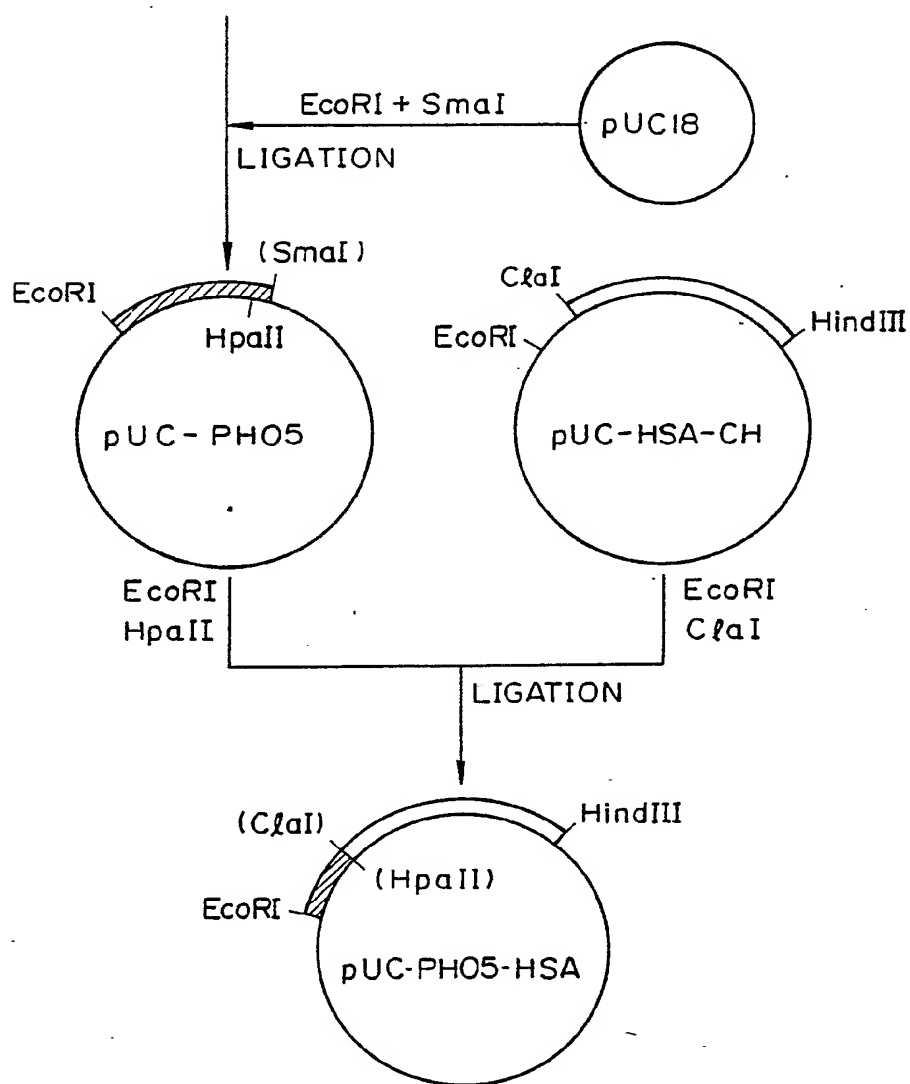 EcoRI + SmaI
pUC18
LIGATION
(SmaI)
EcoRI
HpaII
ClaI
EcoRI
HindIII
pUC-PHO5
pUC-HSA-CH
EcoRI
HpaII
EcoRI
ClaI
LIGATION
(ClaI)
HindIII
(HpaII)
EcoRI
pUC-PHO5-HSA